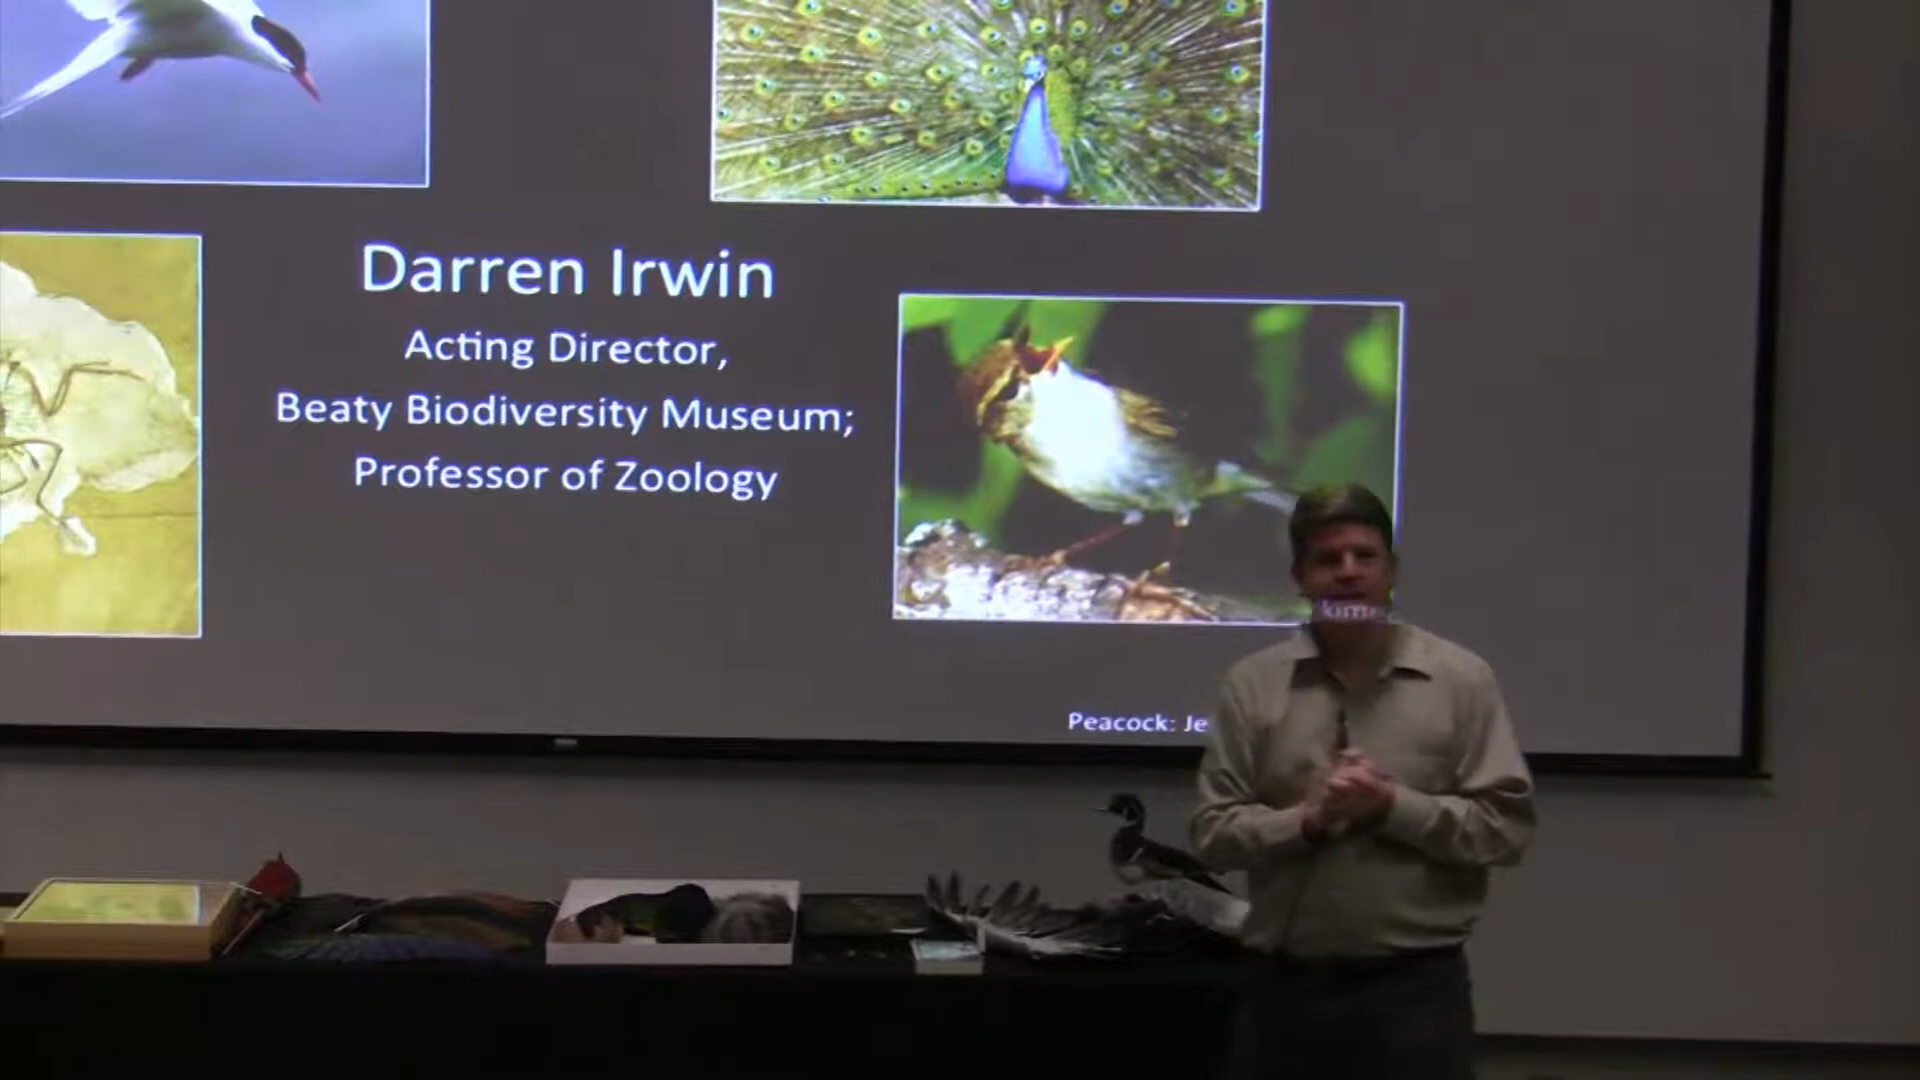 Darren Irwin
Acting Director,
Beaty Biodiversity Museum;
Professor of Zoology
Peacock: Je